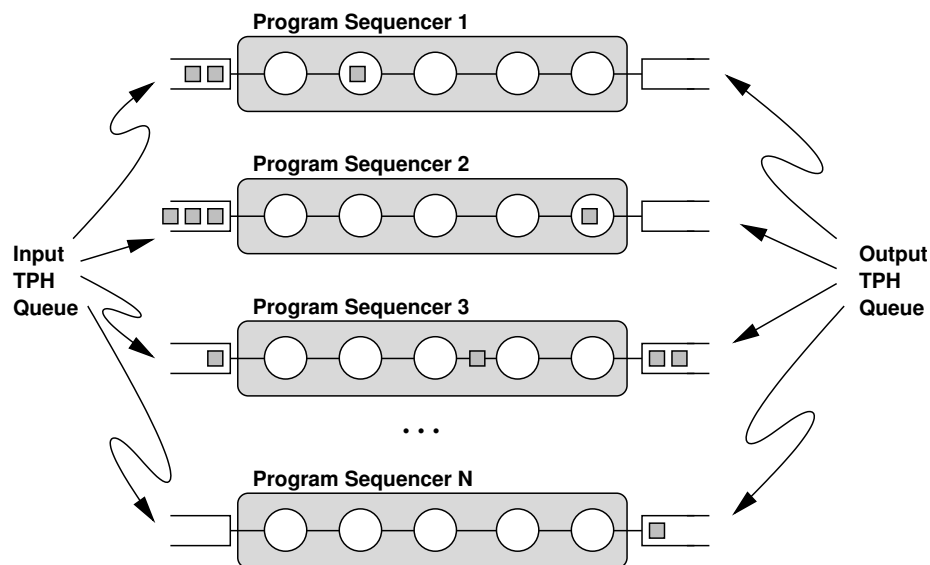 Program Sequencer 1
Program Sequencer 2
Input
TPH
Queue
Output
TPH
Queue
Program Sequencer 3
...
Program Sequencer N